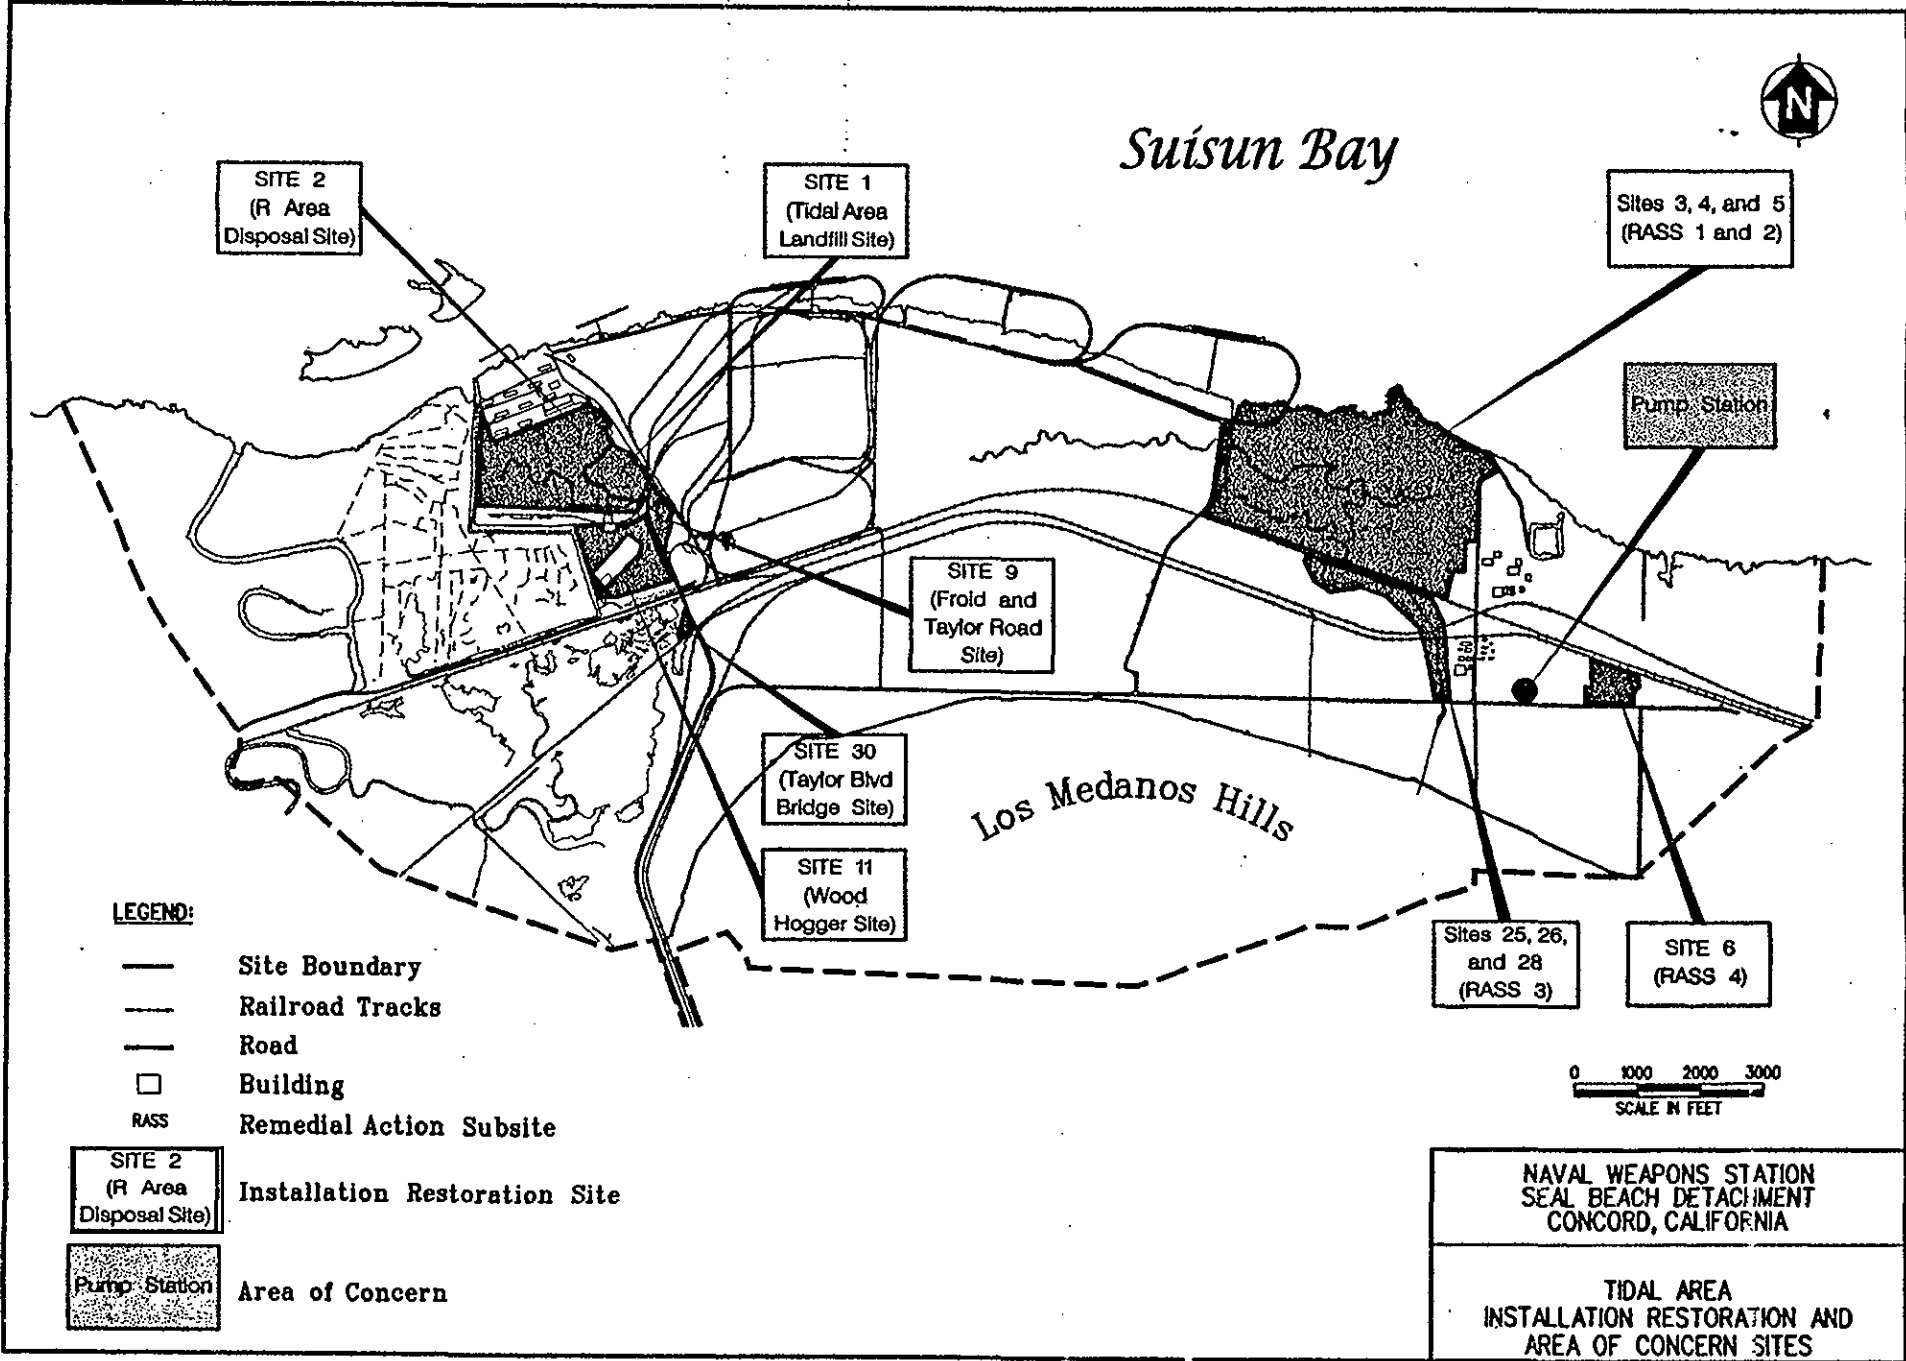 N
Suisun Bay
SITE 2
(R Area
Disposal Site)
SITE 1
(Tidal Area
Landfill Site)
Sites 3, 4, and 5
(RASS 1 and 2)
Pump Station
SITE 9
(Froid and
Taylor Road
Site)
SITE 30
(Taylor Blvd
Bridge Site)
Los Medanos Hills
SITE 11
(Wood
Hogger Site)
Sites 25, 26,
and 28
(RASS 3)
SITE 6
(RASS 4)
LEGEND:
Site Boundary
Railroad Tracks
Road
Building
RASS Remedial Action Subsite
SITE 2
(R Area
Disposal Site)
Installation Restoration Site
Pump Station
Area of Concern
0 1000 2000 3000
SCALE IN FEET
NAVAL WEAPONS STATION
SEAL BEACH DETACHMENT
CONCORD, CALIFORNIA
TIDAL AREA
INSTALLATION RESTORATION AND
AREA OF CONCERN SITES